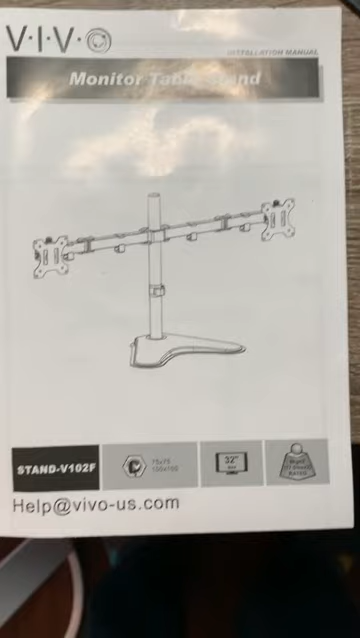 V·I·V·O
INSTALLATION MANUAL
Monitor Table Stand
STAND-V102F
75x75
100x100
32"
Help@vivo-us.com